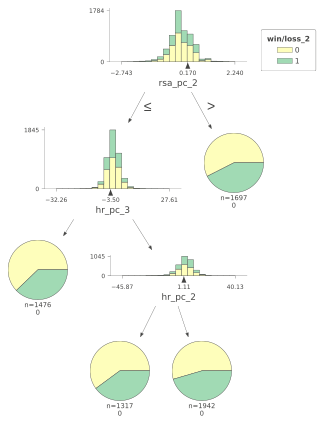 1784
0
−2.743
0.170
2.240
rsa_pc_2
win/loss_2
0
1
≤
>
1845
0
−32.26
−3.50
27.61
hr_pc_3
n=1697
0
n=1476
0
1045
0
−45.87
1.11
40.13
hr_pc_2
n=1317
0
n=1942
0